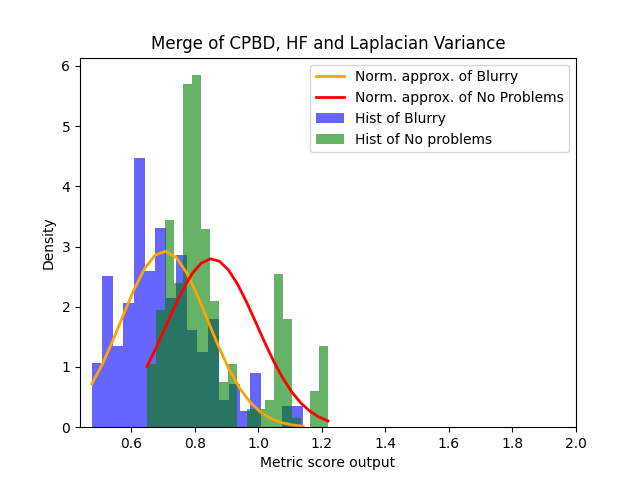 Merge of CPBD, HF and Laplacian Variance
Norm. approx. of Blurry
Norm. approx. of No Problems
Hist of Blurry
Hist of No problems
6
5
4
3
2
1
0
Density
0.6 0.8 1.0 1.2 1.4 1.6 1.8 2.0
Metric score output